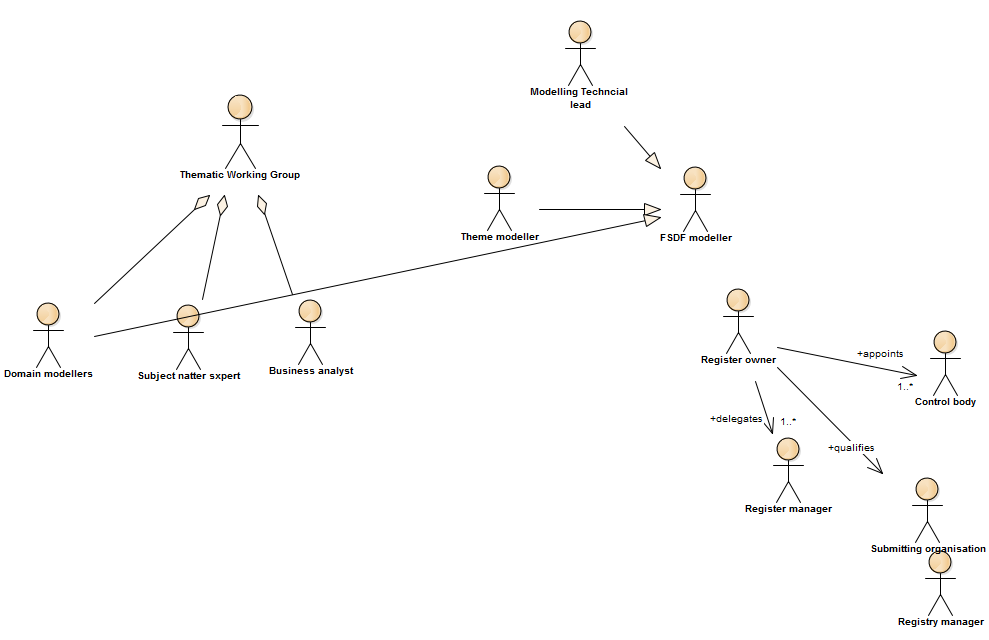 Modelling Techncial
lead
Thematic Working Group
Theme modeller
FSDF modeller
Domain modellers
Subject natter sxpert
Business analyst
Register owner
+appoints
1..*
Control body
+delegates
1..*
+qualifies
Register manager
Submitting organisation
Registry manager